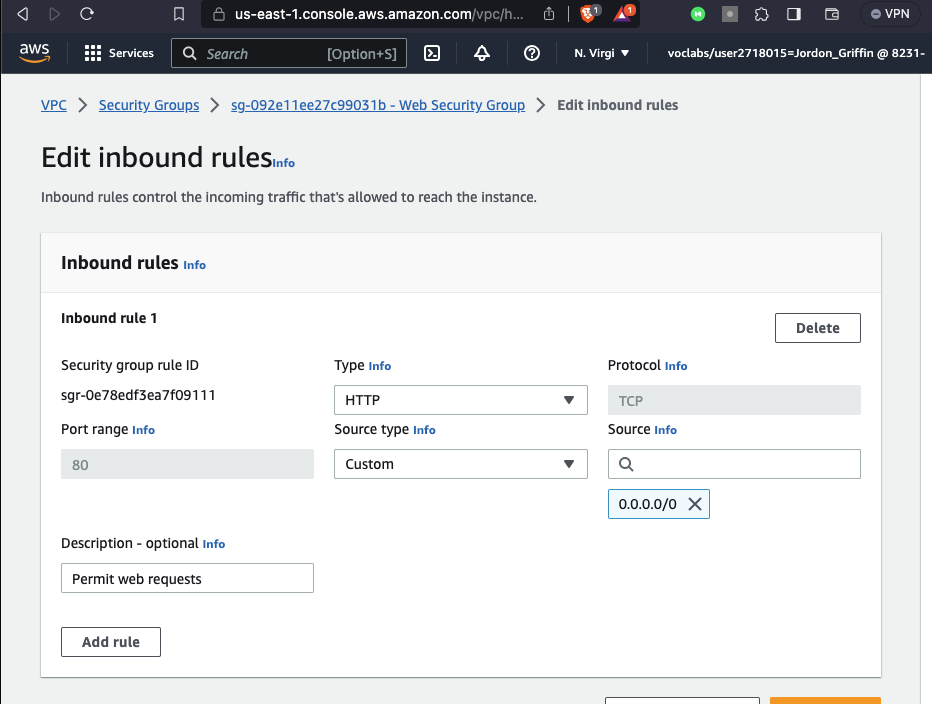 us-east-1.console.aws.amazon.com/vpc/h... 1 1 VPN
aws Services Search [Option+S] N. Virgi voclabs/user2718015=Jordon_Griffin @ 8231-
VPC Security Groups sg-092e11ee27c99031b - Web Security Group Edit inbound rules
Edit inbound rules Info
Inbound rules control the incoming traffic that's allowed to reach the instance.
Inbound rules Info
Inbound rule 1
Delete
Security group rule ID Type Info Protocol Info
sgr-0e78edf3ea7f09111 HTTP TCP
Port range Info Source type Info Source Info
80 Custom
0.0.0.0/0
Description - optional Info
Permit web requests
Add rule